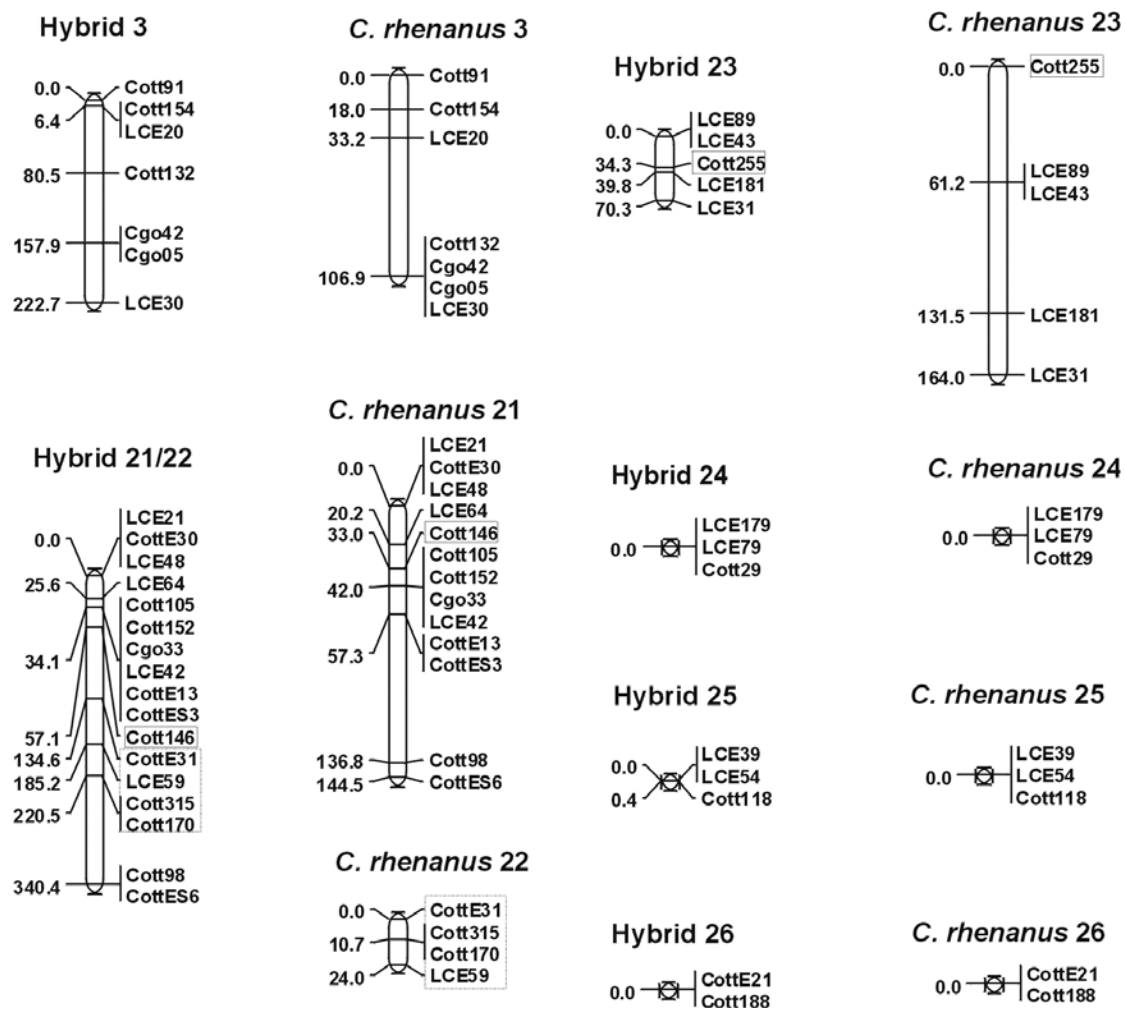 Hybrid 3
0.0
6.4
80.5
157.9
222.7
Cott91
Cott154
LCE20
Cott132
Cgo42
Cgo05
LCE30
C. rhenanus 3
0.0
18.0
33.2
106.9
Cott91
Cott154
LCE20
Cott132
Cgo42
Cgo05
LCE30
Hybrid 23
0.0
34.3
39.8
70.3
LCE89
LCE43
Cott255
LCE181
LCE31
C. rhenanus 23
0.0
61.2
131.5
164.0
Cott255
LCE89
LCE43
LCE181
LCE31
Hybrid 21/22
0.0
25.6
34.1
57.1
134.6
185.2
220.5
340.4
LCE21
CottE30
LCE48
LCE64
Cott105
Cott152
Cgo33
LCE42
CottE13
CottES3
Cott146
CottE31
LCE59
Cott315
Cott170
Cott98
CottES6
C. rhenanus 21
0.0
20.2
33.0
42.0
57.3
136.8
144.5
LCE21
CottE30
LCE48
LCE64
Cott146
Cott105
Cott152
Cgo33
LCE42
CottE13
CottES3
Cott98
CottES6
C. rhenanus 22
0.0
10.7
24.0
CottE31
Cott315
Cott170
LCE59
Hybrid 24
0.0
LCE179
LCE79
Cott29
C. rhenanus 24
0.0
LCE179
LCE79
Cott29
Hybrid 25
0.0
0.4
LCE39
LCE54
Cott118
C. rhenanus 25
0.0
LCE39
LCE54
Cott118
Hybrid 26
0.0
CottE21
Cott188
C. rhenanus 26
0.0
CottE21
Cott188